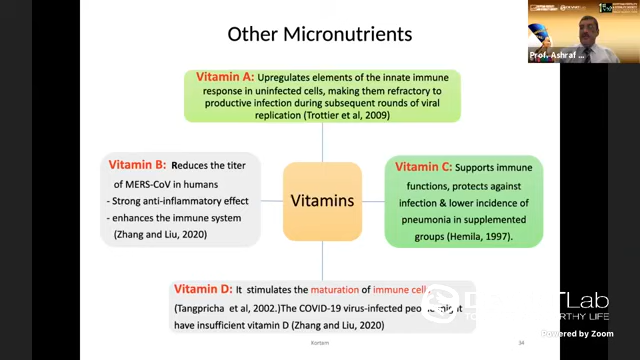 Other Micronutrients
Prof. Ashraf ...
Vitamin A: Upregulates elements of the innate immune
response in uninfected cells, making them refractory to
productive infection during subsequent rounds of viral
replication (Trottier et al, 2009)
Vitamin B: Reduces the titer
of MERS-CoV in humans
- Strong anti-inflammatory effect
- enhances the immune system
(Zhang and Liu, 2020)
Vitamins
Vitamin C: Supports immune
functions, protects against
infection & lower incidence of
pneumonia in supplemented
groups (Hemila, 1997).
Vitamin D: It stimulates the maturation of immune cell
(Tangpricha et al, 2002).The COVID-19 virus-infected people might
have insufficient vitamin D (Zhang and Liu, 2020)
Lab
Powered by Zoom
Kortam
34